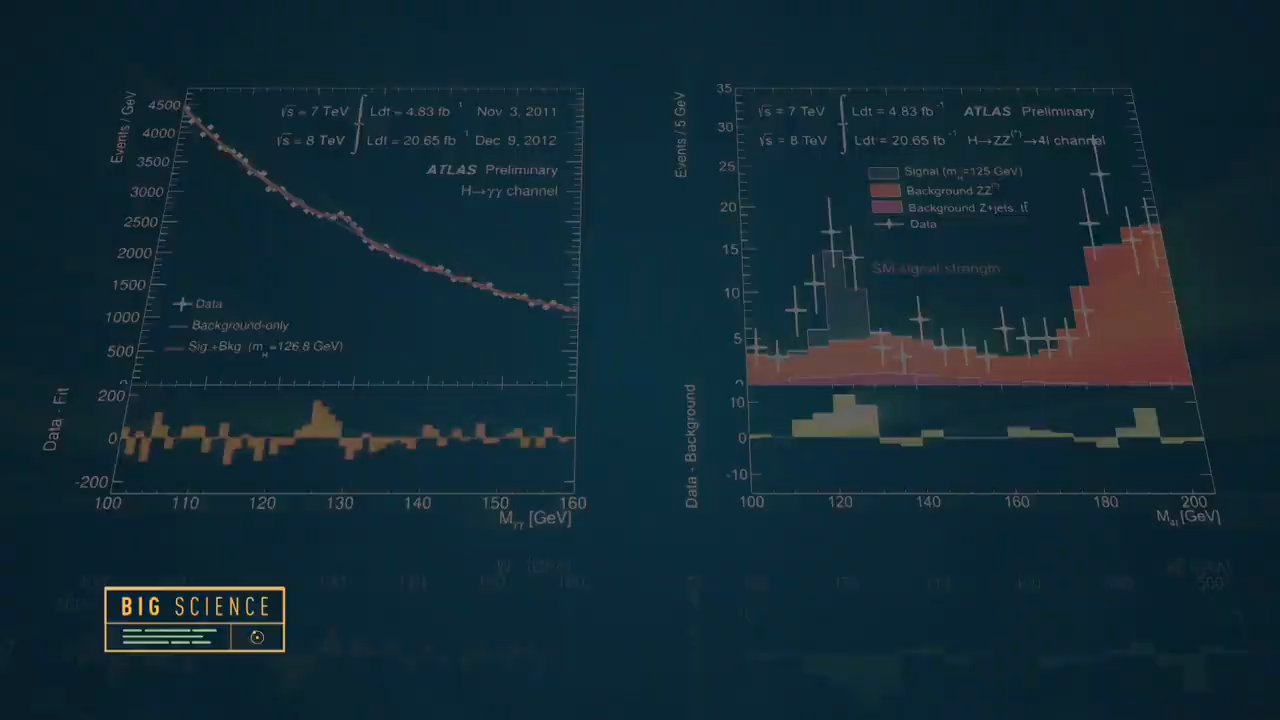 Events / GeV
4500
4000
3500
3000
2500
2000
1500
1000
500
√s = 7 TeV ∫ Ldt = 4.83 fb⁻¹ Nov 3, 2011
√s = 8 TeV ∫ Ldt = 20.65 fb⁻¹ Dec 9, 2012
ATLAS Preliminary
H→γγ channel
Data
Background-only
Sig.+Bkg (m_H=126.8 GeV)
Data - Fit
200
0
-200
100 110 120 130 140 150 160
M_γγ [GeV]
Events / 5 GeV
35
30
25
20
15
10
5
√s = 7 TeV ∫ Ldt = 4.83 fb⁻¹ ATLAS Preliminary
√s = 8 TeV ∫ Ldt = 20.65 fb⁻¹ H→ZZ⁽*⁾→4l channel
Signal (m_H=125 GeV)
Background ZZ⁽*⁾
Background Z+jets, tt̄
Data
SM signal strength
Data - Background
10
0
-10
100 120 140 160 180 200
M_4l [GeV]
BIG SCIENCE